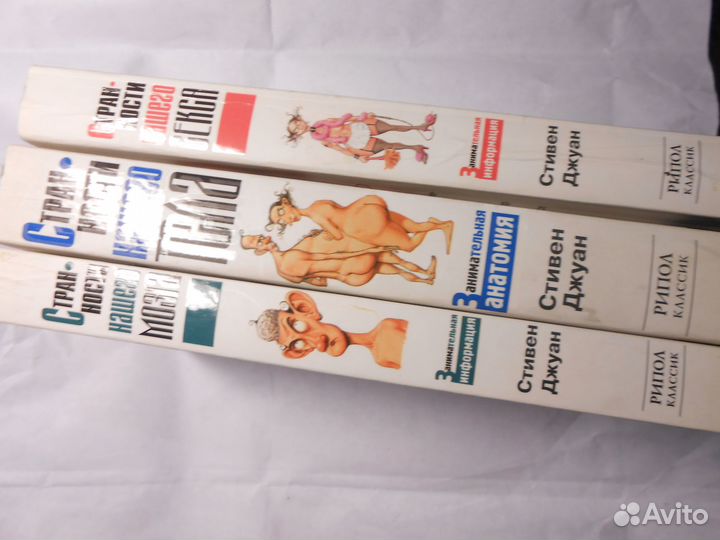 Стран-
ности
нашего
секса
Занимательная
информация
Стивен
Джуан
РИПОЛ
КЛАССИК
Стран-
ности
нашего
тела
Занимательная
анатомия
Стивен
Джуан
РИПОЛ
КЛАССИК
Стран-
ности
нашего
мозга
Занимательная
информация
Стивен
Джуан
РИПОЛ
КЛАССИК
Avito